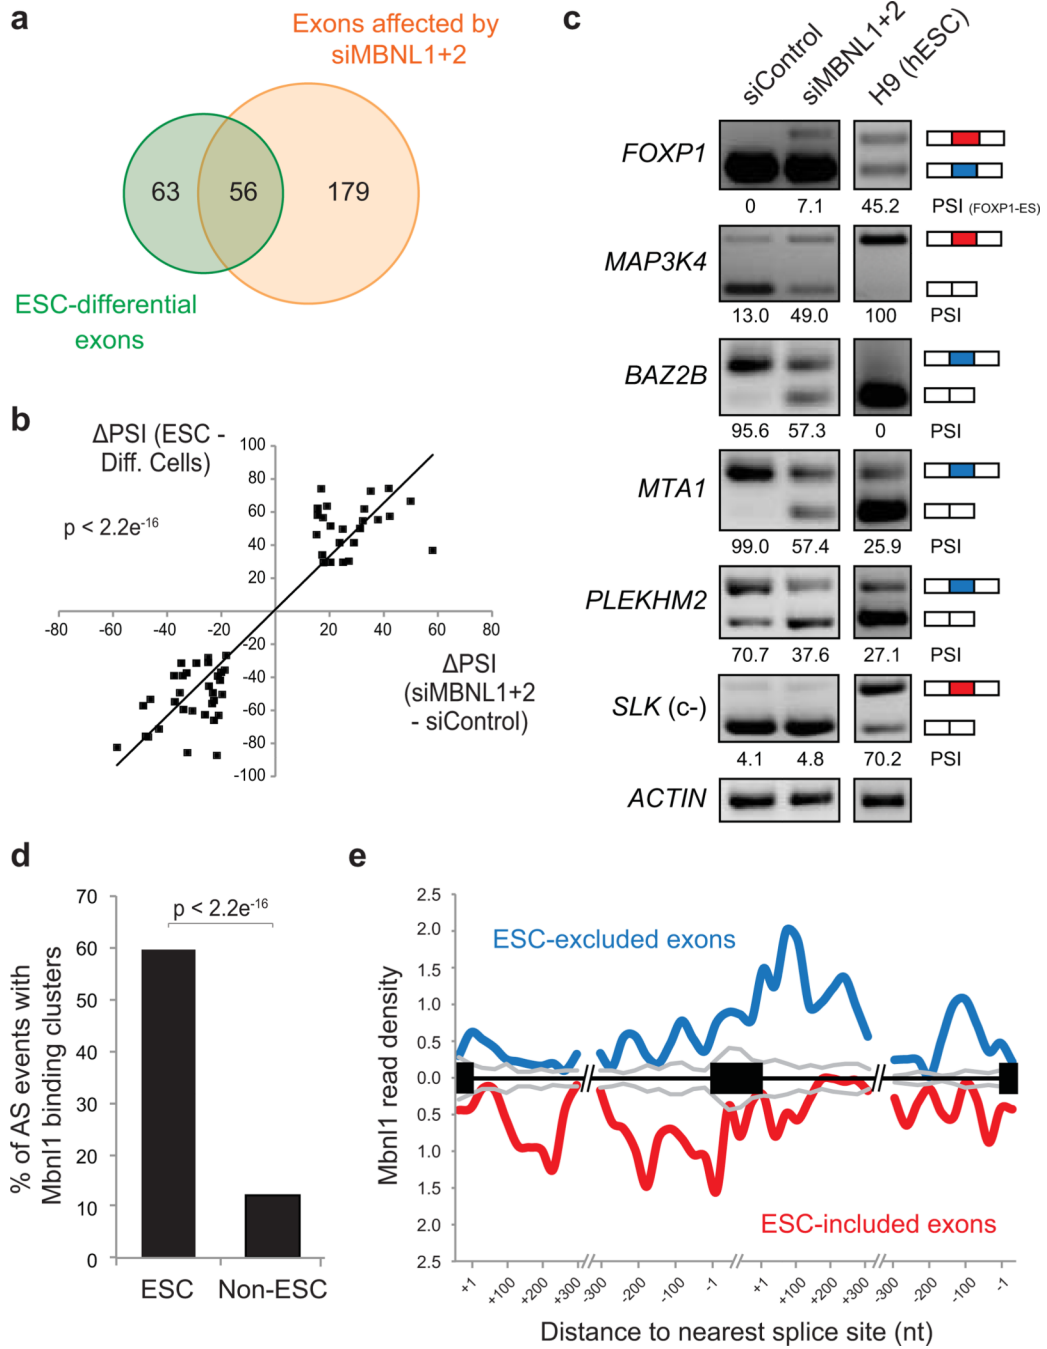 a
Exons affected by
siMBNL1+2
63
56
179
ESC-differential
exons
b
ΔPSI (ESC -
Diff. Cells)
p < 2.2e-16
100
80
60
40
20
-80
-60
-40
-20
20
40
60
80
-20
-40
-60
-80
-100
ΔPSI
(siMBNL1+2
- siControl)
c
siControl
siMBNL1+2
H9 (hESC)
FOXP1
0 7.1 45.2 PSI (FOXP1-ES)
MAP3K4
13.0 49.0 100 PSI
BAZ2B
95.6 57.3 0 PSI
MTA1
99.0 57.4 25.9 PSI
PLEKHM2
70.7 37.6 27.1 PSI
SLK (c-)
4.1 4.8 70.2 PSI
ACTIN
d
% of AS events with
Mbnl1 binding clusters
70
60
50
40
30
20
10
0
p < 2.2e-16
ESC Non-ESC
e
Mbnl1 read density
2.5
2.0
1.5
1.0
0.5
0.0
0.5
1.0
1.5
2.0
2.5
ESC-excluded exons
ESC-included exons
+1 +100 +200 +300 -300 -200 -100 -1 +1 +100 +200 +300 -300 -200 -100 -1
Distance to nearest splice site (nt)